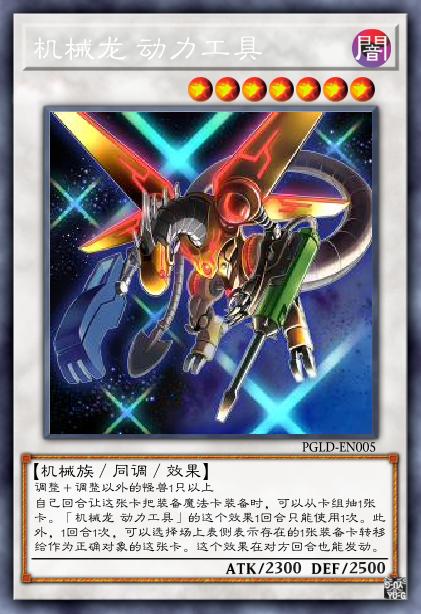 机械龙 动力工具
闇
PGLD-EN005
【机械族／同调／效果】
调整＋调整以外的怪兽1只以上
自己回合让这张卡把装备魔法卡装备时，可以从卡组抽1张
卡。「机械龙 动力工具」的这个效果1回合只能使用1次。此
外，1回合1次，可以选择场上表侧表示存在的1张装备卡转移
给作为正确对象的这张卡。这个效果在对方回合也能发动。
ATK/2300 DEF/2500